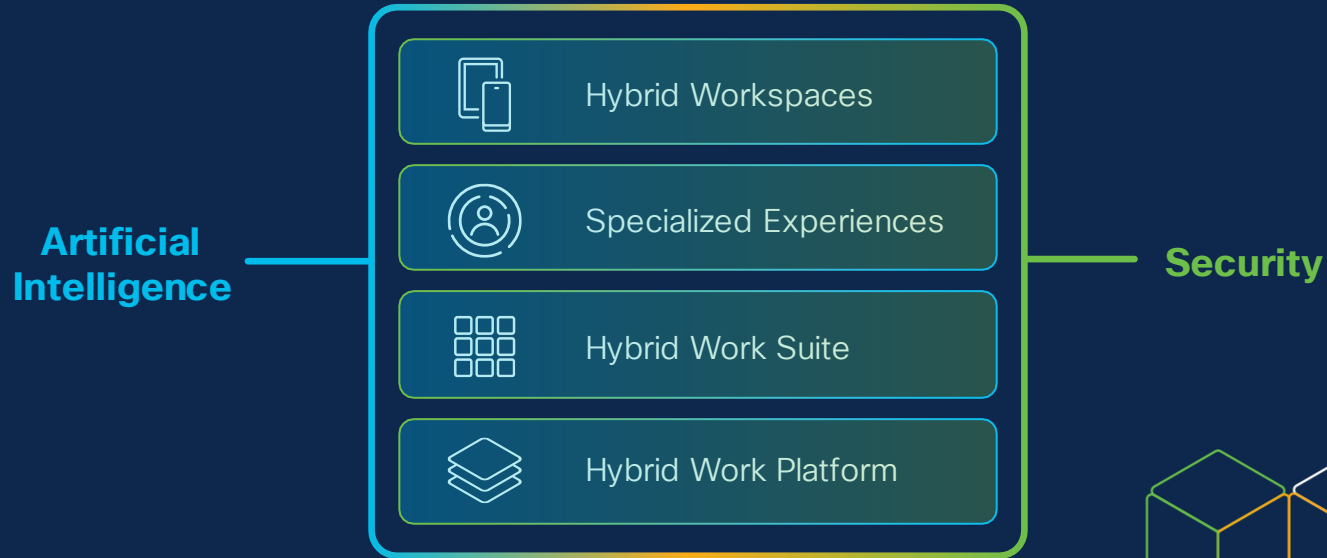 Artificial
Intelligence
Hybrid Workspaces
Specialized Experiences
Hybrid Work Suite
Hybrid Work Platform
Security